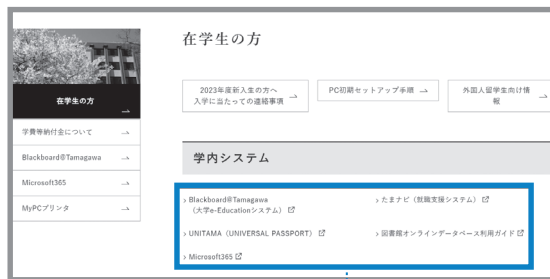 在学生の方
在学生の方
学費等納付金について
Blackboard@Tamagawa
Microsoft365
MyPCプリンタ
2023年度新入生の方へ
入学に当たっての連絡事項
PC初期セットアップ手順
外国人留学生向け情
報
学内システム
Blackboard@Tamagawa
（大学e-Educationシステム）
たまナビ（就職支援システム）
UNITAMA（UNIVERSAL PASSPORT）
図書館オンラインデータベース利用ガイド
Microsoft365